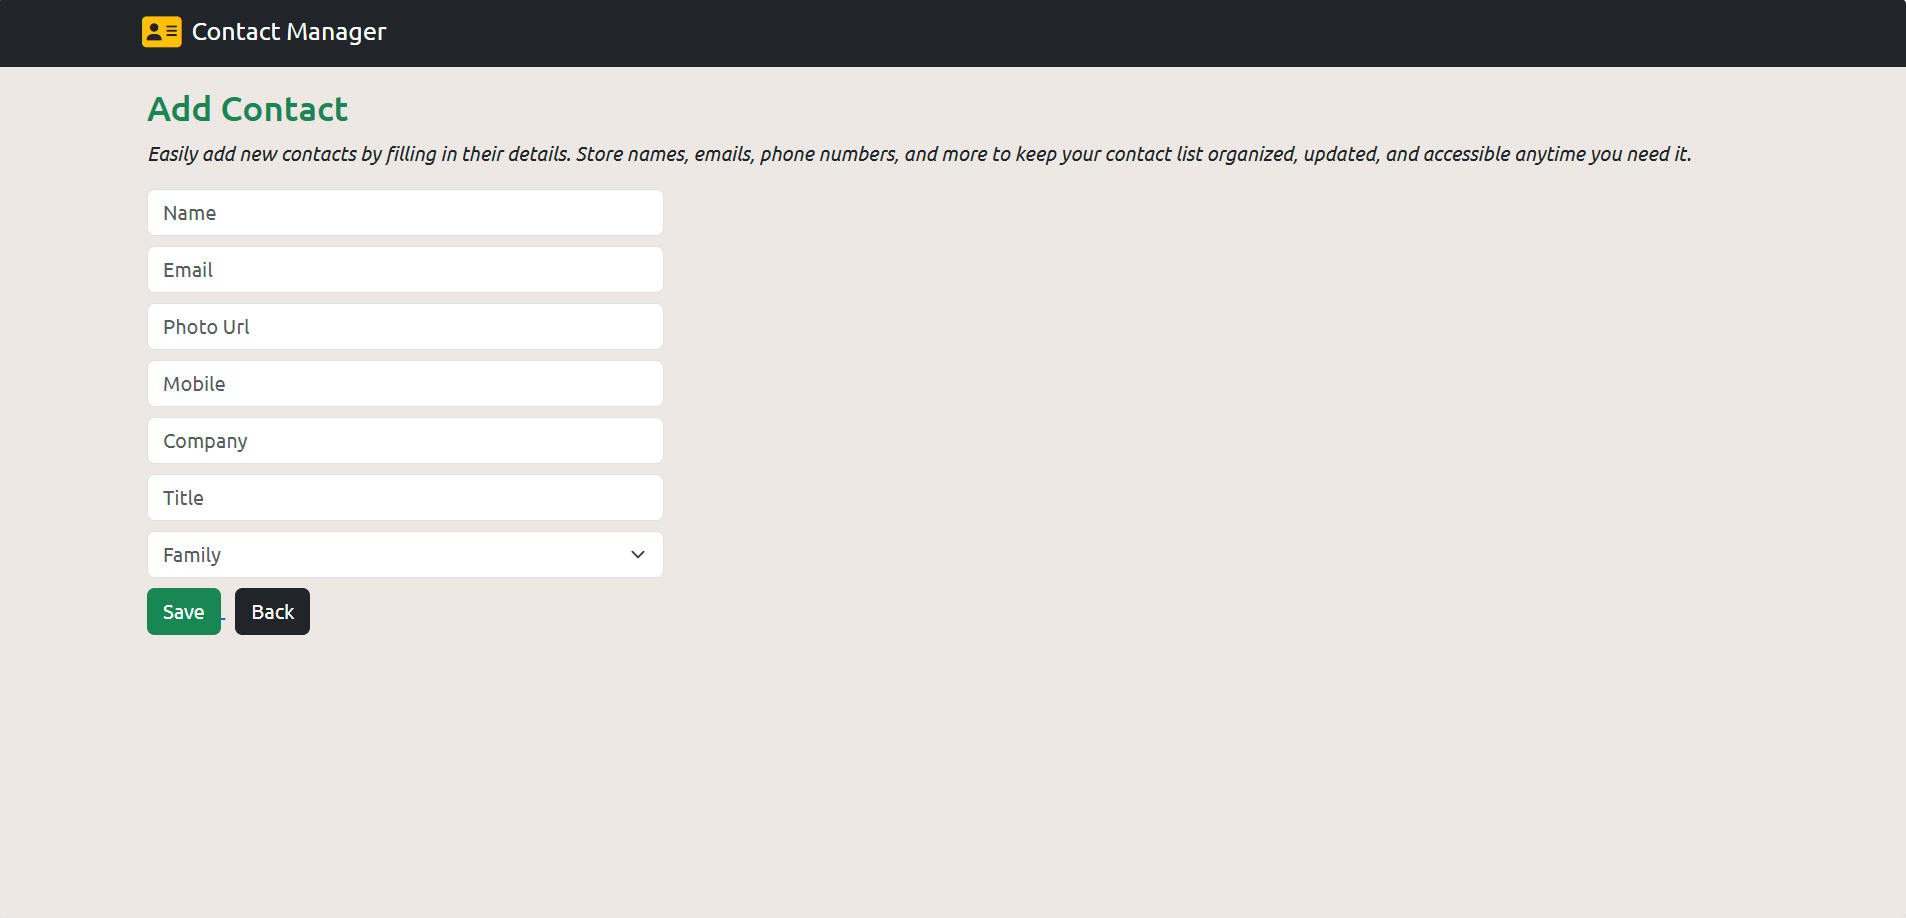 Contact Manager
Add Contact
Easily add new contacts by filling in their details. Store names, emails, phone numbers, and more to keep your contact list organized, updated, and accessible anytime you need it.
Name
Email
Photo Url
Mobile
Company
Title
Family
Save Back